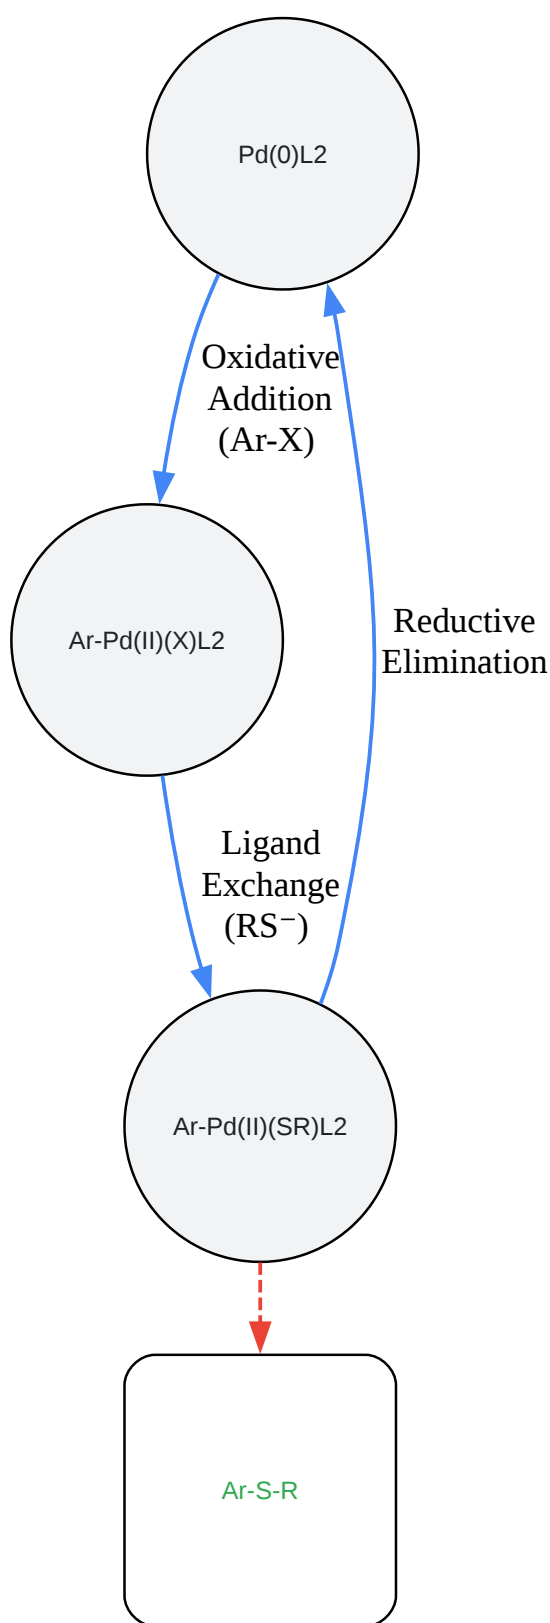 Pd(0)L2
Oxidative
Addition
(Ar-X)
Ar-Pd(II)(X)L2
Reductive
Elimination
Ligand
Exchange
(RS⁻)
Ar-Pd(II)(SR)L2
Ar-S-R